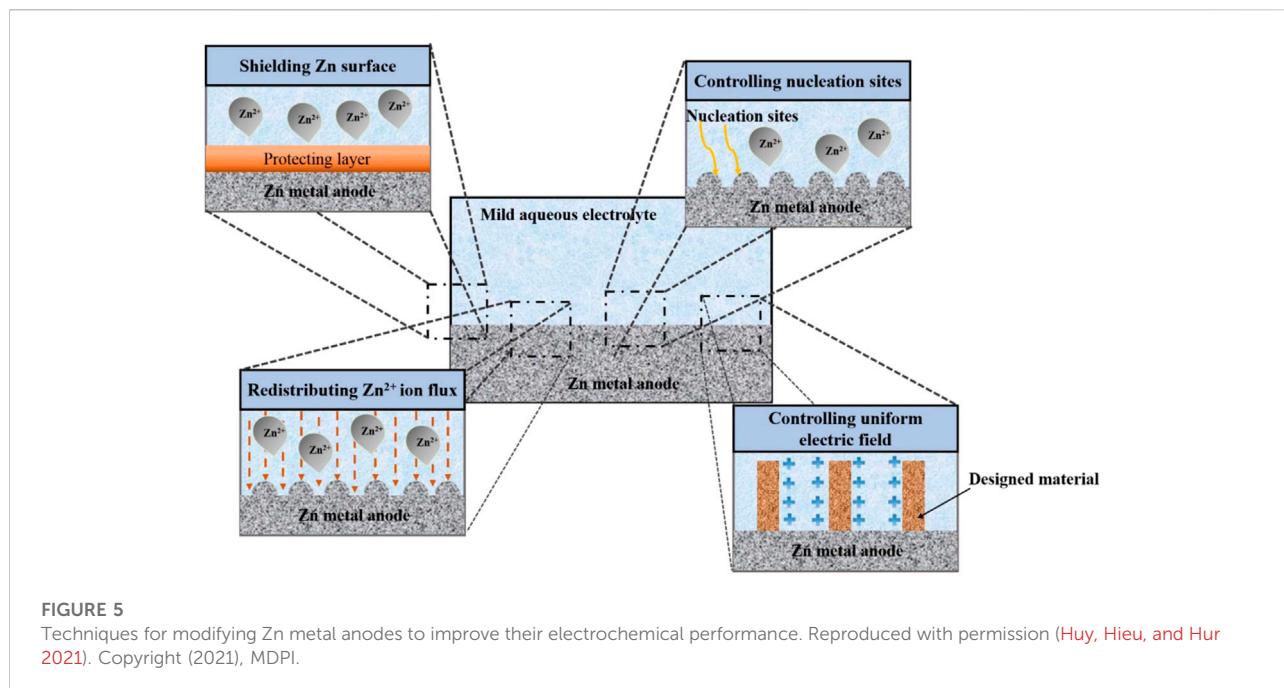 Shielding Zn surface
Zn²⁺
Zn²⁺
Zn²⁺
Zn²⁺
Protecting layer
Zn metal anode
Controlling nucleation sites
Nucleation sites
Zn²⁺
Zn²⁺
Zn²⁺
Zn metal anode
Mild aqueous electrolyte
Zn metal anode
Redistributing Zn²⁺ ion flux
Zn²⁺
Zn²⁺
Zn²⁺
Zn²⁺
Zn metal anode
Controlling uniform
electric field
Designed material
Zn metal anode
FIGURE 5
Techniques for modifying Zn metal anodes to improve their electrochemical performance. Reproduced with permission (Huy, Hieu, and Hur
2021). Copyright (2021), MDPI.